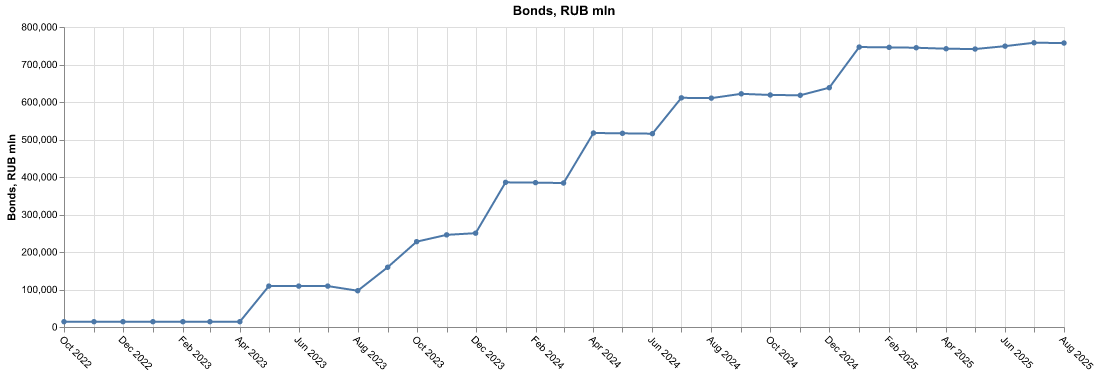 Bonds, RUB mln
Bonds, RUB mln
800,000
700,000
600,000
500,000
400,000
300,000
200,000
100,000
0
Oct 2022
Dec 2022
Feb 2023
Apr 2023
Jun 2023
Aug 2023
Oct 2023
Dec 2023
Feb 2024
Apr 2024
Jun 2024
Aug 2024
Oct 2024
Dec 2024
Feb 2025
Apr 2025
Jun 2025
Aug 2025